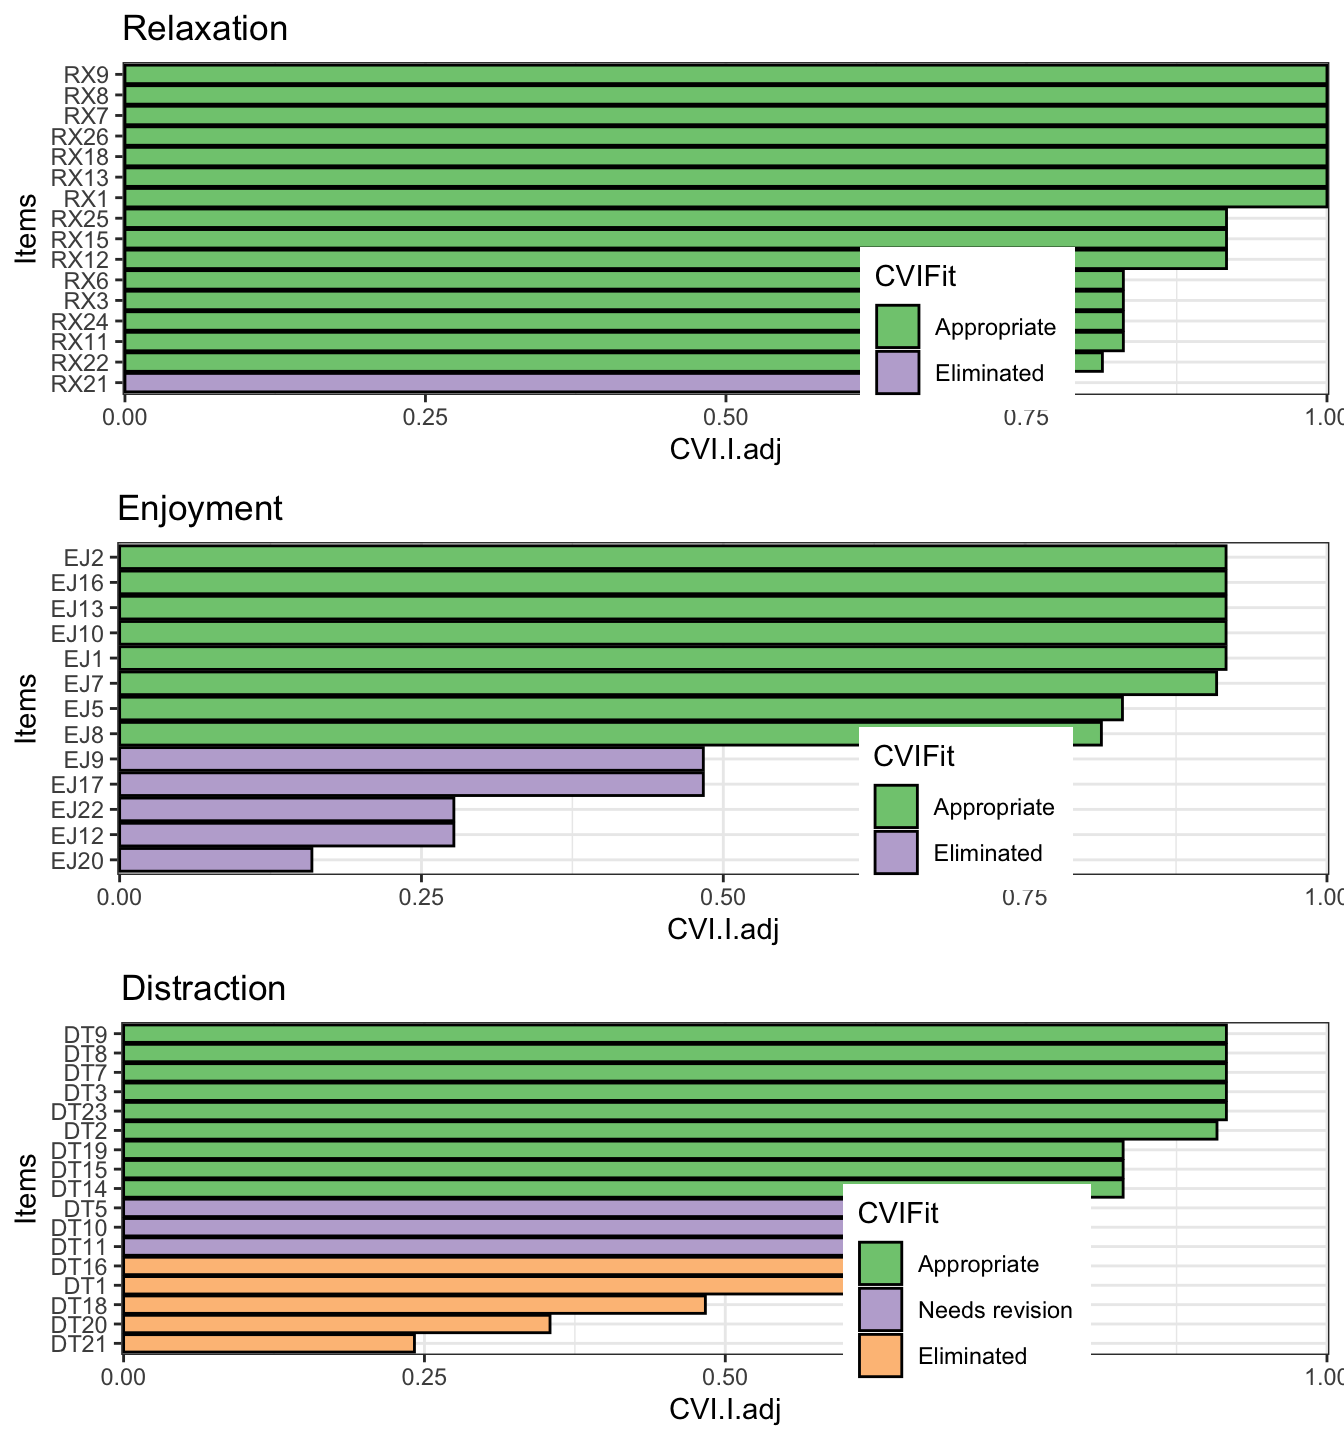 Relaxation
RX9
RX8
RX7
RX26
RX18
RX13
RX1
RX25
RX15
RX12
RX6
RX3
RX24
RX11
RX22
RX21
Items
CVIFit
Appropriate
Eliminated
0.00 0.25 0.50 0.75 1.00
CVI.I.adj
Enjoyment
EJ2
EJ16
EJ13
EJ10
EJ1
EJ7
EJ5
EJ8
EJ9
EJ17
EJ22
EJ12
EJ20
Items
CVIFit
Appropriate
Eliminated
0.00 0.25 0.50 0.75 1.00
CVI.I.adj
Distraction
DT9
DT8
DT7
DT3
DT23
DT2
DT19
DT15
DT14
DT5
DT10
DT11
DT16
DT1
DT18
DT20
DT21
Items
CVIFit
Appropriate
Needs revision
Eliminated
0.00 0.25 0.50 1.00
CVI.I.adj